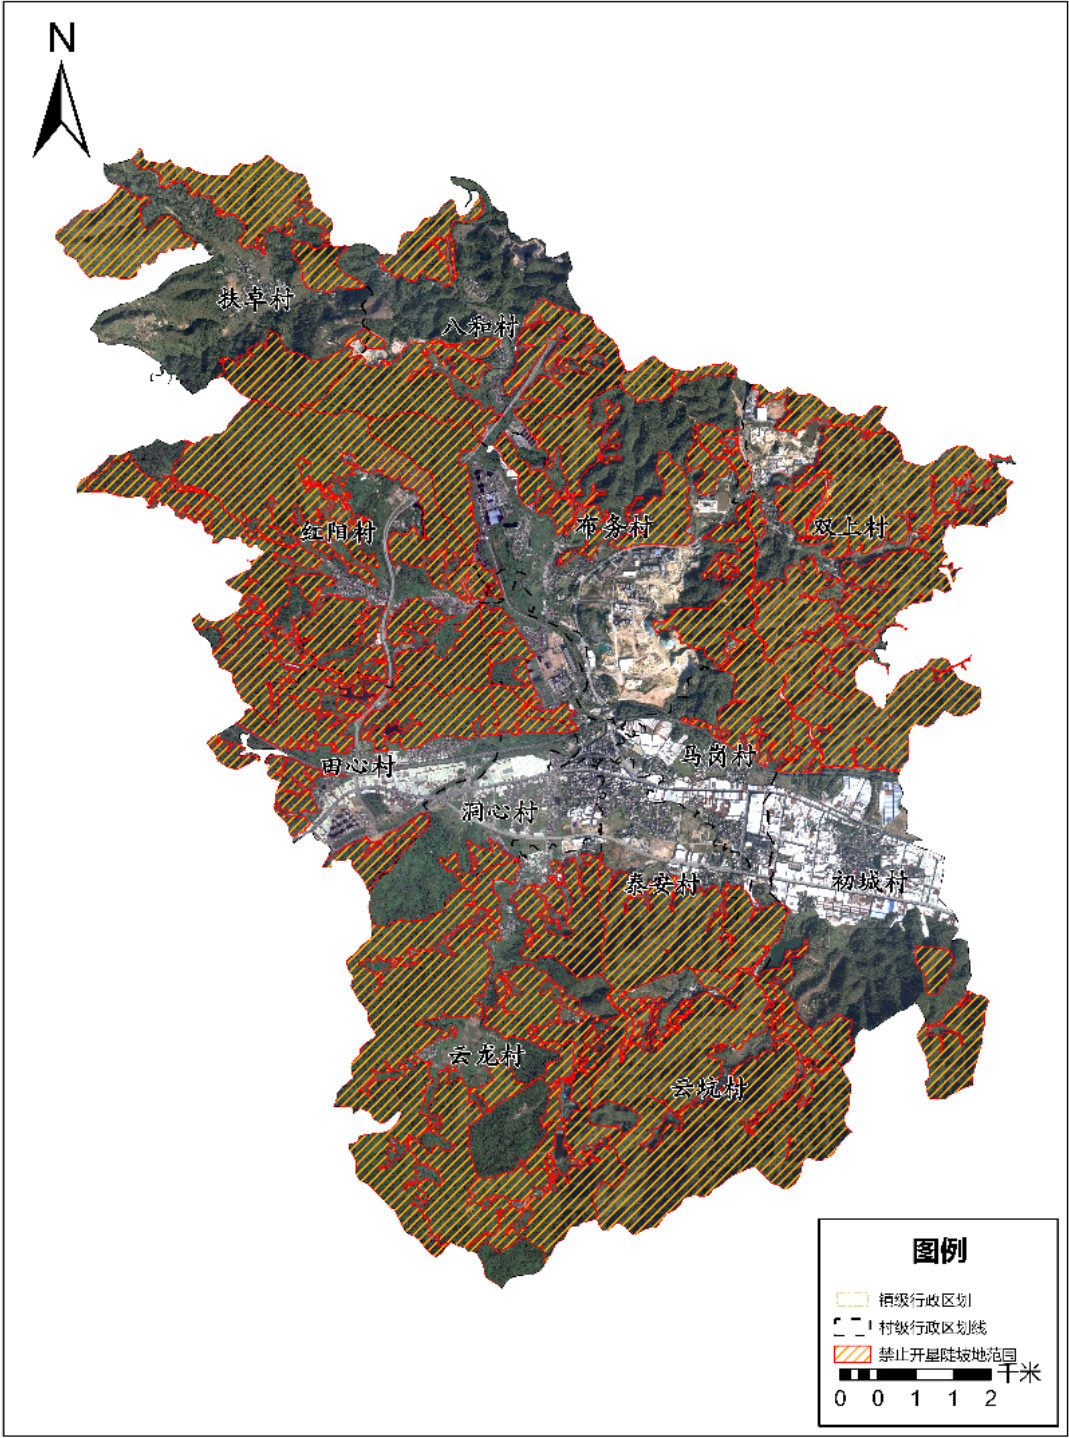 N
扶卓村
八和村
红阳村
布务村
双上村
马岗村
田心村
洞心村
泰安村
初城村
云龙村
云坑村
图例
镇级行政区划
村级行政区划线
禁止开垦陡坡地范围
千米
0 0 1 1 2